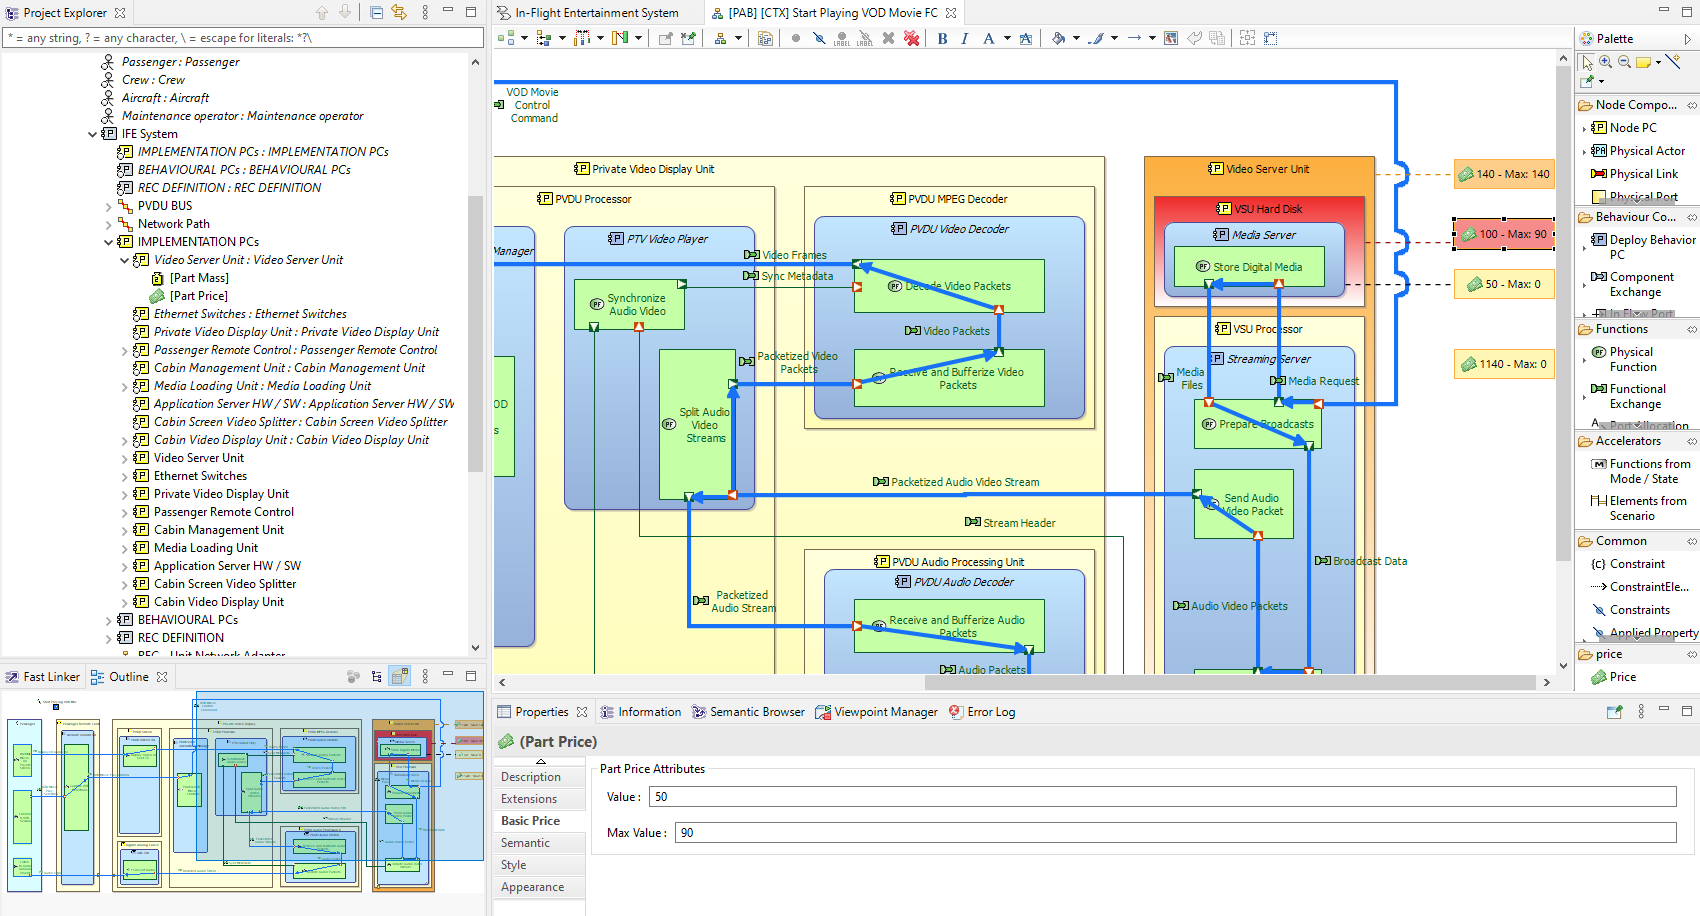 Project Explorer
* = any string, ? = any character, \ = escape for literals: *?\
Passenger : Passenger
Crew : Crew
Aircraft : Aircraft
Maintenance operator : Maintenance operator
IFE System
IMPLEMENTATION PCs : IMPLEMENTATION PCs
BEHAVIOURAL PCs : BEHAVIOURAL PCs
REC DEFINITION : REC DEFINITION
PVDU BUS
Network Path
IMPLEMENTATION PCs
Video Server Unit : Video Server Unit
[Part Mass]
[Part Price]
Ethernet Switches : Ethernet Switches
Private Video Display Unit : Private Video Display Unit
Passenger Remote Control : Passenger Remote Control
Cabin Management Unit : Cabin Management Unit
Media Loading Unit : Media Loading Unit
Application Server HW / SW : Application Server HW / SW
Cabin Screen Video Splitter : Cabin Screen Video Splitter
Cabin Video Display Unit : Cabin Video Display Unit
Video Server Unit
Ethernet Switches
Private Video Display Unit
Passenger Remote Control
Cabin Management Unit
Media Loading Unit
Application Server HW / SW
Cabin Screen Video Splitter
Cabin Video Display Unit
BEHAVIOURAL PCs
REC DEFINITION
REC - Unit Network Adapter
Fast Linker
Outline
In-Flight Entertainment System
[PAB] [CTX] Start Playing VOD Movie FC
LABEL
LABEL
B I A A
VOD Movie
Control
Command
Private Video Display Unit
PVDU Processor
Manager
OD
s
PTV Video Player
Synchronize
Audio Video
Split Audio
Video
Streams
Video Frames
Sync Metadata
PVDU MPEG Decoder
PVDU Video Decoder
Decode Video Packets
Video Packets
Packetized Video
Packets
Receive and Bufferize Video
Packets
Packetized Audio Video Stream
Stream Header
PVDU Audio Processing Unit
PVDU Audio Decoder
Packetized
Audio Stream
Receive and Bufferize Audio
Packets
Audio Packets
Video Server Unit
VSU Hard Disk
Media Server
Store Digital Media
VSU Processor
Streaming Server
Media
Files
Media Request
Prepare Broadcasts
Send Audio
Video Packet
Broadcast Data
Audio Video Packets
140 - Max: 140
100 - Max: 90
50 - Max: 0
1140 - Max: 0
Palette
Node Compo...
Node PC
Physical Actor
Physical Link
Physical Port
Behaviour Co...
Deploy Behavior
PC
Component
Exchange
In Flow Port
Functions
Physical
Function
Functional
Exchange
Port Allocation
Accelerators
Functions from
Mode / State
Elements from
Scenario
Common
{c} Constraint
ConstraintEle...
Constraints
Applied Property
price
Price
Properties
Information
Semantic Browser
Viewpoint Manager
Error Log
(Part Price)
Description
Extensions
Basic Price
Semantic
Style
Appearance
Part Price Attributes
Value : 50
Max Value : 90